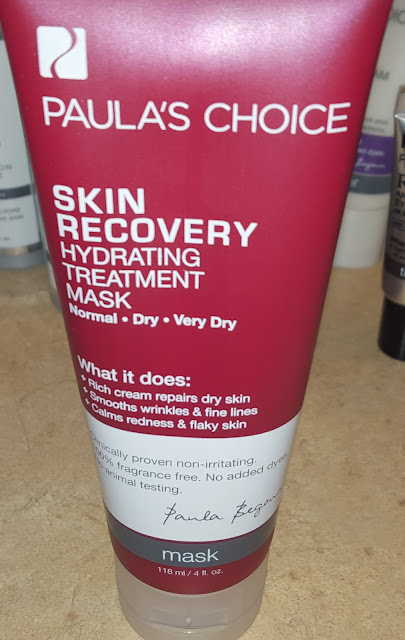 PAULA'S CHOICE
SKIN
RECOVERY
HYDRATING
TREATMENT
MASK
Normal • Dry • Very Dry
What it does:
+ Rich cream repairs dry skin
+ Smooths wrinkles & fine lines
+ Calms redness & flaky skin
clinically proven non-irritating.
100% fragrance free. No added dyes.
animal testing.
Paula Begoun
mask
118 ml / 4 fl. oz.